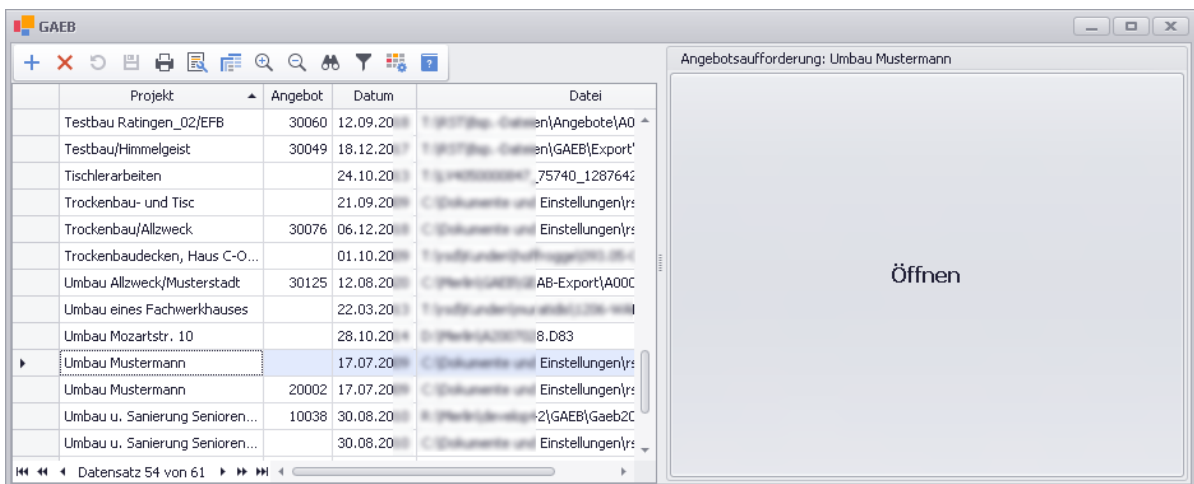 GAEB
Angebotsaufforderung: Umbau Mustermann
Projekt Angebot Datum Datei
Testbau Ratingen_02/EFB 30060 12.09.20 en\Angebote\A0
Testbau/Himmelgeist 30049 18.12.20 en\GAEB\Export\
Tischlerarbeiten 24.10.20 _75740_1287642
Trockenbau- und Tisc 21.09.20 Einstellungen\rs
Trockenbau/Allzweck 30076 06.12.20 Einstellungen\rs
Trockenbaudecken, Haus C-O... 01.10.20
Umbau Allzweck/Musterstadt 30125 12.08.20 AB-Export\A000
Umbau eines Fachwerkhauses 22.03.20
Umbau Mozartstr. 10 28.10.20 8.D83
Umbau Mustermann 17.07.20 Einstellungen\rs
Umbau Mustermann 20002 17.07.20 Einstellungen\rs
Umbau u. Sanierung Senioren... 10038 30.08.20 2\GAEB\Gaeb20
Umbau u. Sanierung Senioren... 30.08.20 Einstellungen\rs
Datensatz 54 von 61
Öffnen